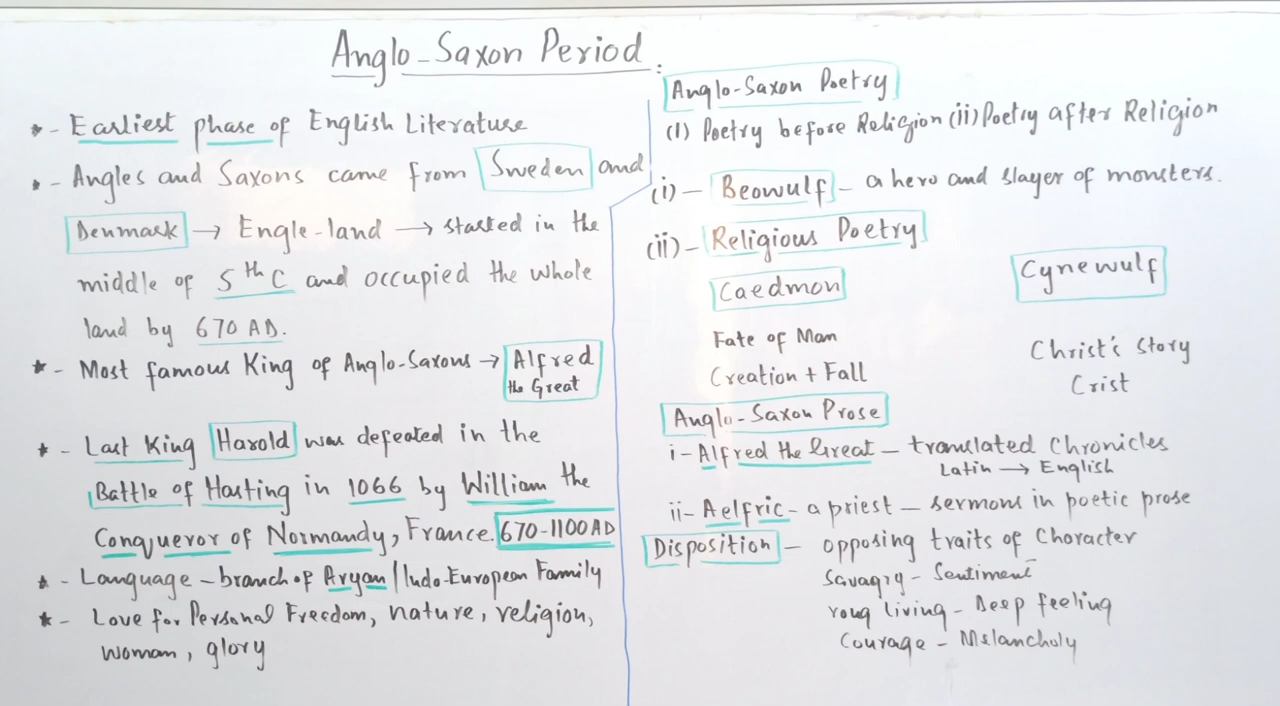 Anglo-Saxon Period:
* - Earliest phase of English Literature
* - Angles and Saxons came from Sweden and
Denmark → Engle-land → started in the
middle of 5th C and occupied the whole
land by 670 AD.
* - Most famous King of Anglo-Saxons → Alfred
the Great
* - Last King Harold was defeated in the
Battle of Hasting in 1066 by William the
Conqueror of Normandy, France. 670-1100 AD
* - Language - branch of Aryan / Indo-European Family
* - Love for Personal Freedom, nature, religion,
woman, glory
Anglo-Saxon Poetry
(i) Poetry before Religion (ii) Poetry after Religion
(i) - Beowulf - a hero and slayer of monsters.
(ii) - Religious Poetry
Caedmon Cynewulf
Fate of Man
Christ's Story
Creation + Fall
Crist
Anglo-Saxon Prose
i - Alfred the Great - translated Chronicles
Latin → English
ii - Aelfric - a priest - sermons in poetic prose
Disposition - opposing traits of Character
Savagry - Sentiment
roug living - Deep feeling
Courage - Melancholy